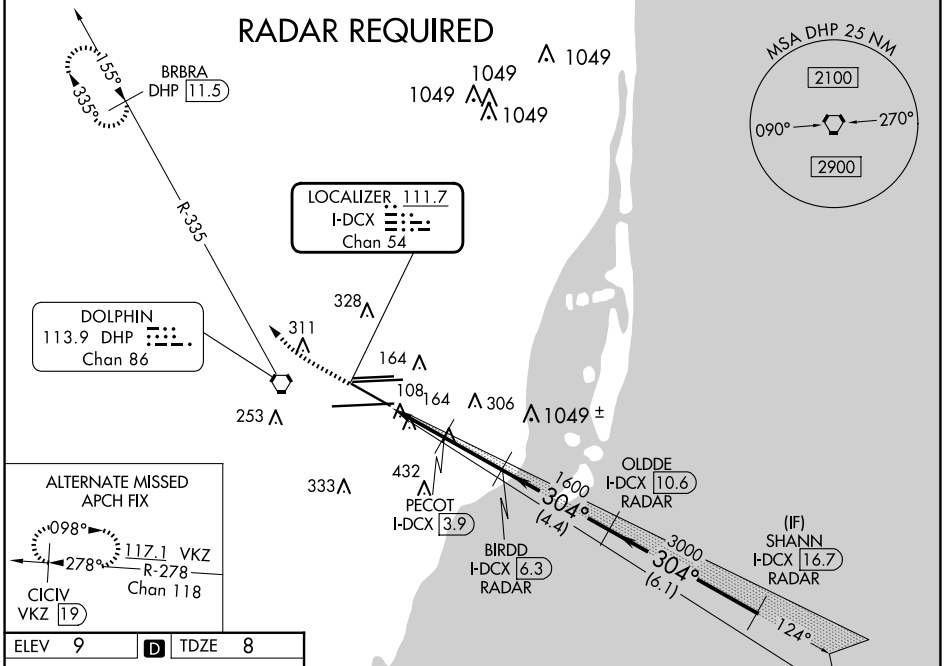 RADAR REQUIRED
MSA DHP 25 NM
2100
090°
270°
2900
1049
1049
1049
1049
BRBRA
DHP 11.5
155°
335°
R-335
LOCALIZER 111.7
I-DCX
Chan 54
DOLPHIN
113.9 DHP
Chan 86
328
311
164
108
164
306
1049 ±
253
333
432
PECOT
I-DCX 3.9
BIRDD
I-DCX 6.3
RADAR
1600
304°
(4.4)
OLDDE
I-DCX 10.6
RADAR
3000
304°
(6.1)
(IF)
SHANN
I-DCX 16.7
RADAR
124°
ALTERNATE MISSED
APCH FIX
098°
278°
117.1 VKZ
R-278
Chan 118
CICIV
VKZ 19
ELEV 9 D TDZE 8